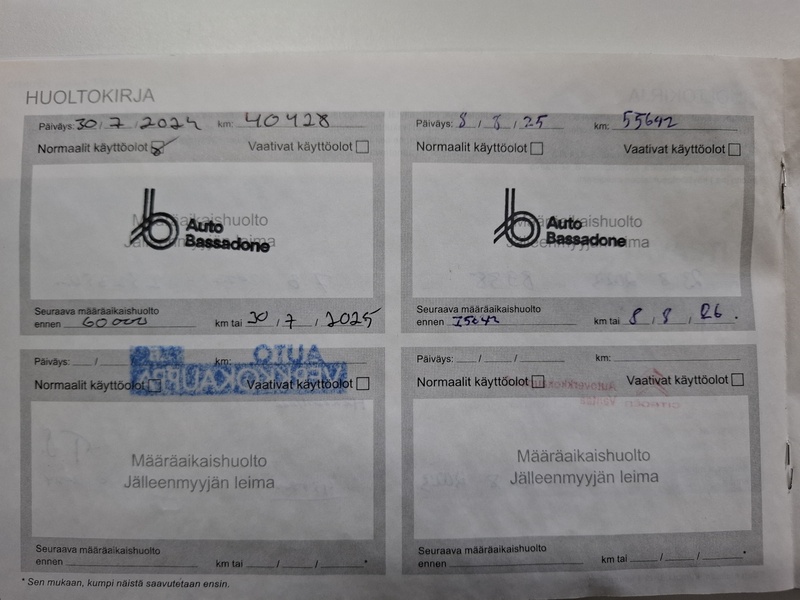 HUOLTOKIRJA
Päiväys: 30 / 7 / 2024 km: 40428
Normaalit käyttöolot Vaativat käyttöolot
Määräaikaishuolto
Jälleenmyyjän leima
Auto
Bassadone
Seuraava määräaikaishuolto
ennen 60000 km tai 30 / 7 / 2025
Päiväys: 8 / 8 / 25 km: 55642
Normaalit käyttöolot Vaativat käyttöolot
Määräaikaishuolto
Jälleenmyyjän leima
Auto
Bassadone
Seuraava määräaikaishuolto
ennen 75642 km tai 8 / 8 / 26.
Päiväys: / / km:
Normaalit käyttöolot Vaativat käyttöolot
AUTO
VERKKOKAUPPA
Määräaikaishuolto
Jälleenmyyjän leima
Seuraava määräaikaishuolto
ennen km tai / / *
Päiväys: / / km:
Normaalit käyttöolot Vaativat käyttöolot
Määräaikaishuolto
Jälleenmyyjän leima
Seuraava määräaikaishuolto
ennen km tai / / *
* Sen mukaan, kumpi näistä saavutetaan ensin.